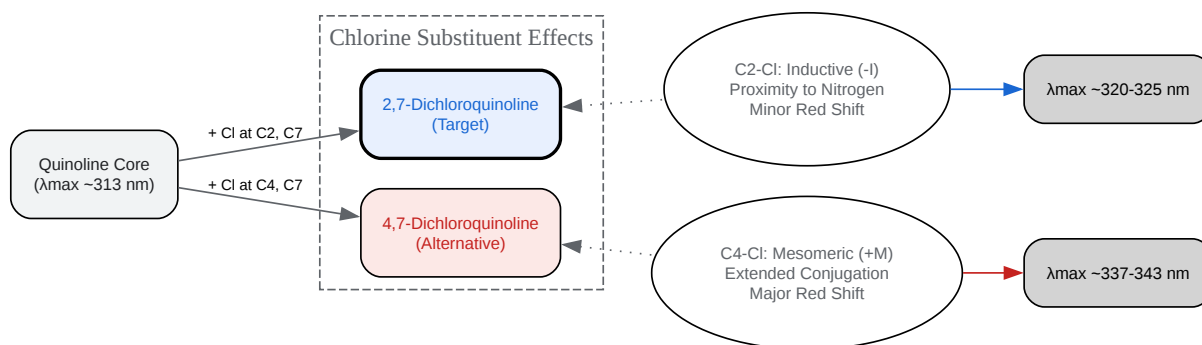 Chlorine Substituent Effects
Quinoline Core
(λmax ~313 nm)
+ Cl at C2, C7
+ Cl at C4, C7
2,7-Dichloroquinoline
(Target)
4,7-Dichloroquinoline
(Alternative)
C2-Cl: Inductive (-I)
Proximity to Nitrogen
Minor Red Shift
λmax ~320-325 nm
C4-Cl: Mesomeric (+M)
Extended Conjugation
Major Red Shift
λmax ~337-343 nm